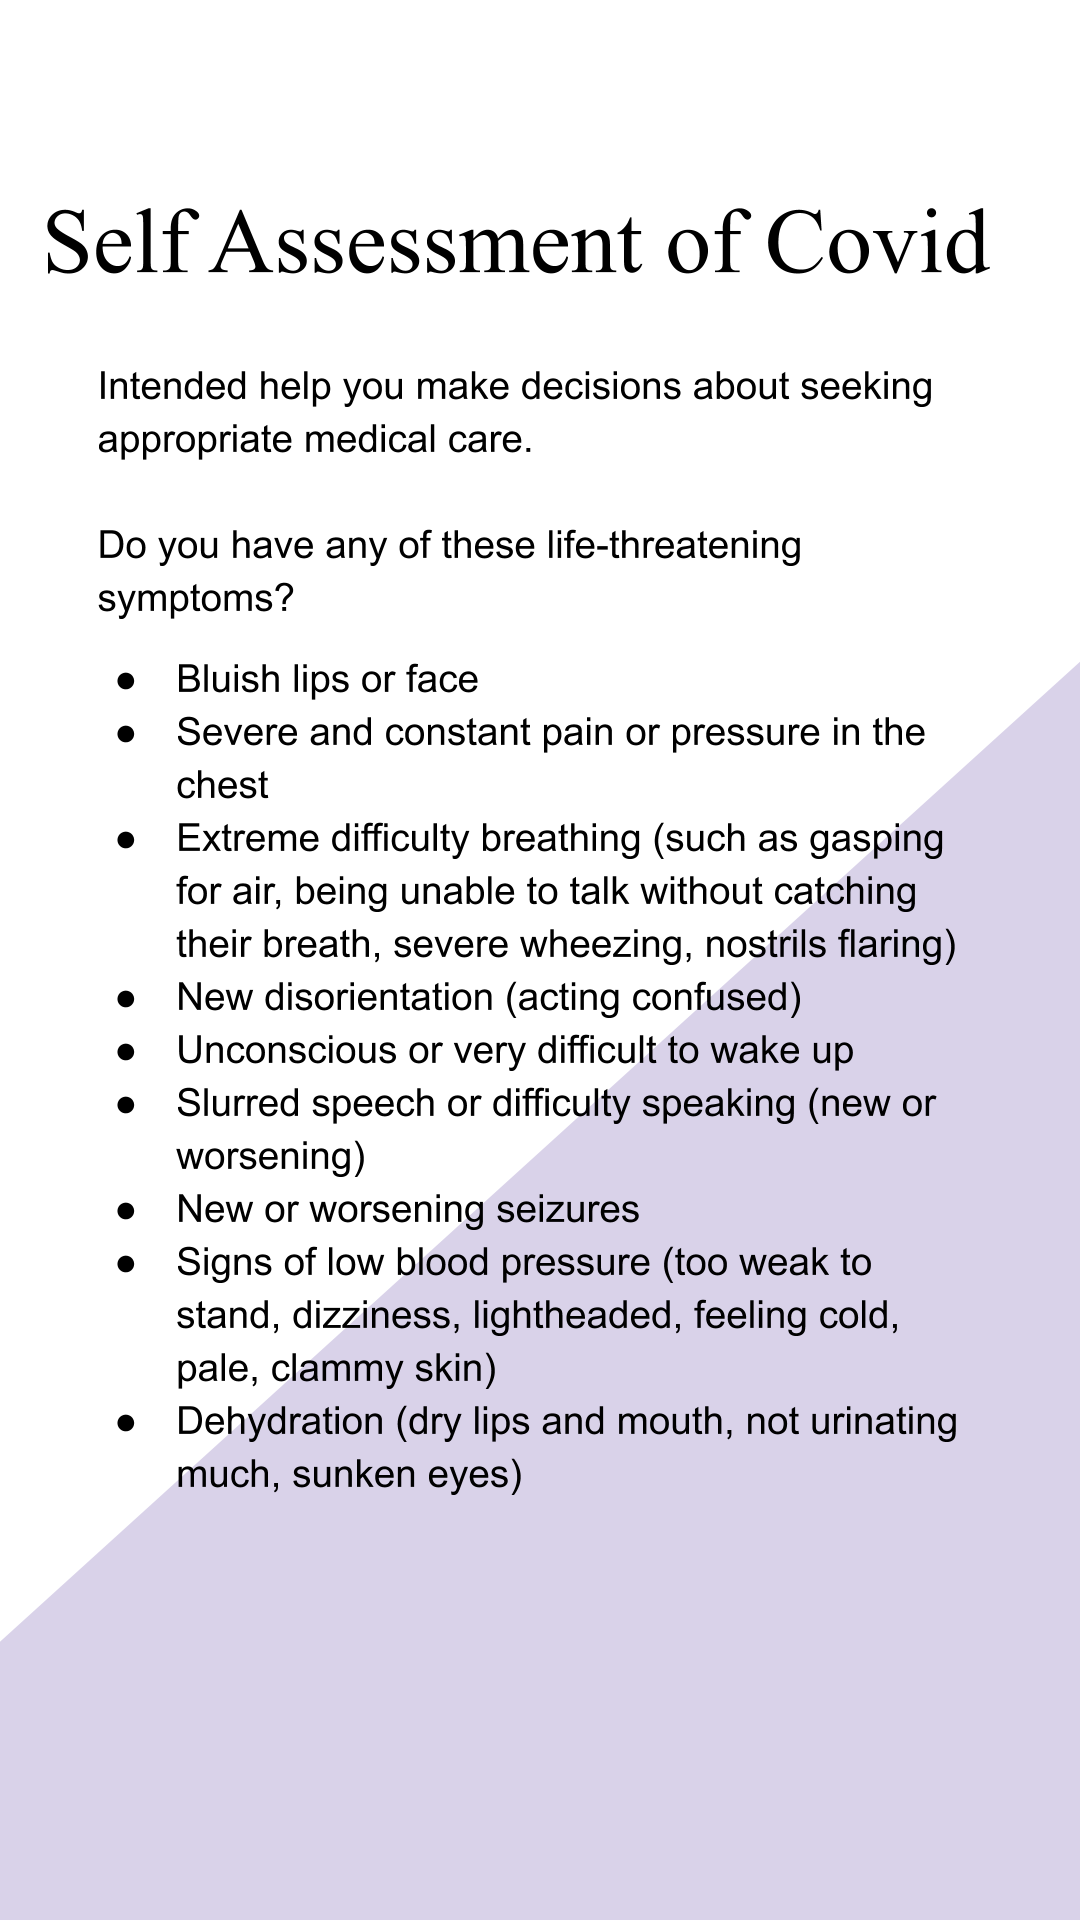 Self Assessment of Covid
Intended help you make decisions about seeking
appropriate medical care.
Do you have any of these life-threatening
symptoms?
● Bluish lips or face
● Severe and constant pain or pressure in the
chest
● Extreme difficulty breathing (such as gasping
for air, being unable to talk without catching
their breath, severe wheezing, nostrils flaring)
● New disorientation (acting confused)
● Unconscious or very difficult to wake up
● Slurred speech or difficulty speaking (new or
worsening)
● New or worsening seizures
● Signs of low blood pressure (too weak to
stand, dizziness, lightheaded, feeling cold,
pale, clammy skin)
● Dehydration (dry lips and mouth, not urinating
much, sunken eyes)